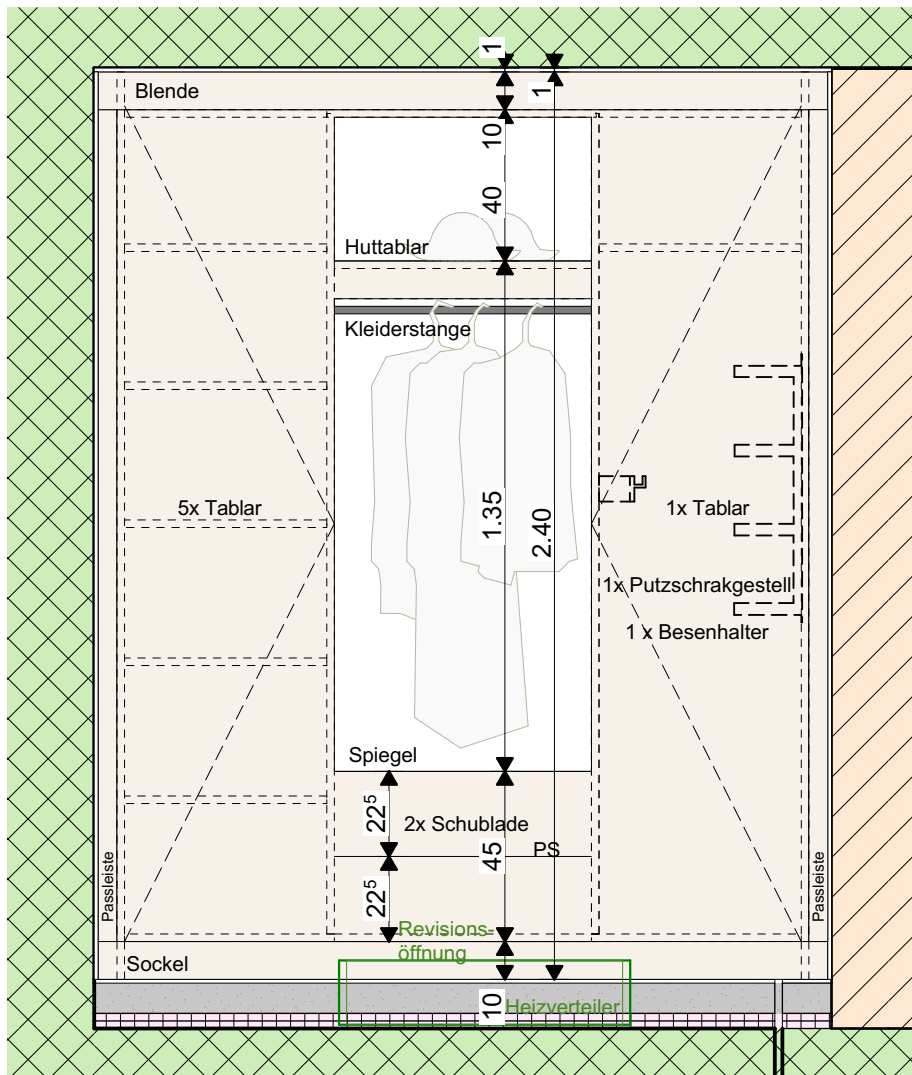 1
Blende
1
10
40
Huttablar
Kleiderstange
5x Tablar
1.35
2.40
1x Tablar
1x Putzschrakgestell
1 x Besenhalter
Spiegel
22⁵
2x Schublade
45
PS
22⁵
Passleiste
Passleiste
Revisions-
öffnung
Sockel
10
Heizverteiler